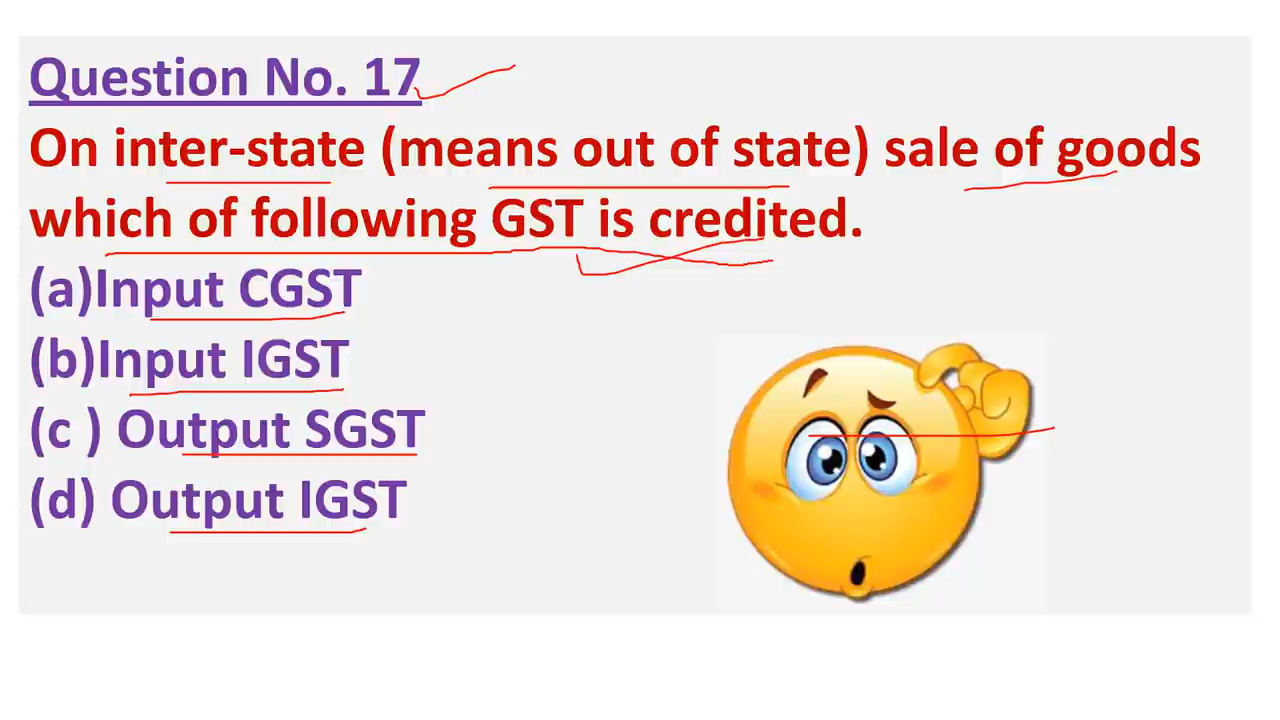 Question No. 17
On inter-state (means out of state) sale of goods
which of following GST is credited.
(a)Input CGST
(b)Input IGST
(c ) Output SGST
(d) Output IGST